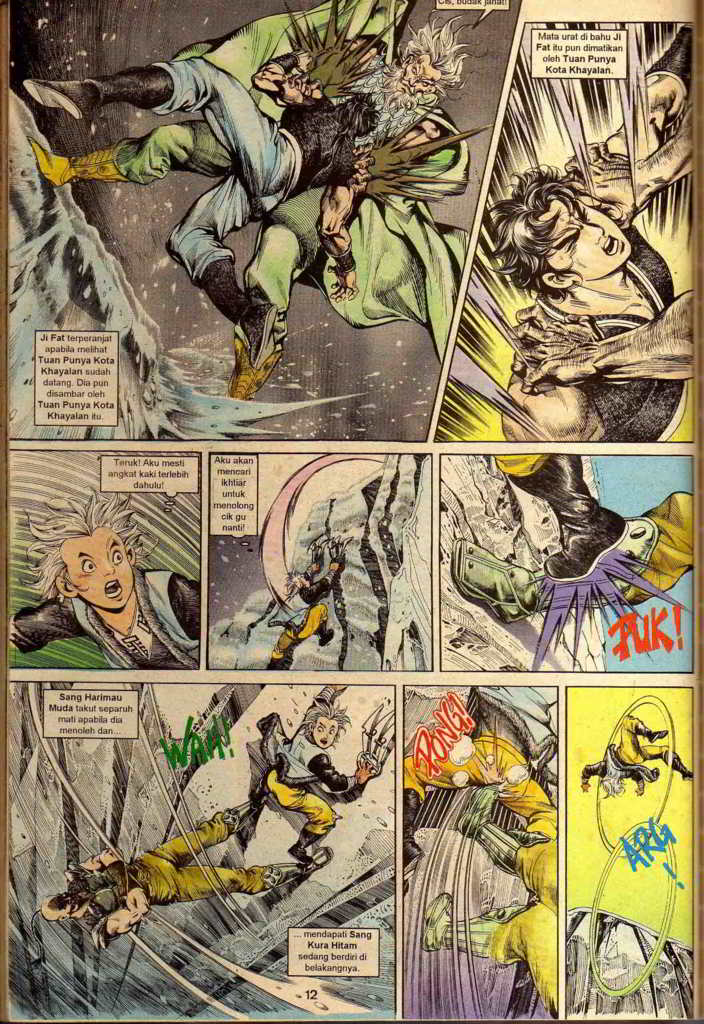 Cis, budak jahat!
Mata urat di bahu Ji
Fat itu pun dimatikan
oleh Tuan Punya
Kota Khayalan.
Ji Fat terperanjat
apabila melihat
Tuan Punya Kota
Khayalan sudah
datang. Dia pun
disambar oleh
Tuan Punya Kota
Khayalan itu.
Teruk! Aku mesti
angkat kaki terlebih
dahulu!
Aku akan
mencari
ikhtiar
untuk
menolong
cik gu
nanti!
PUK!
Sang Harimau
Muda takut separuh
mati apabila dia
menoleh dan...
WAH!
... mendapati Sang
Kura Hitam
sedang berdiri di
belakangnya.
PONG!
ARG!
12